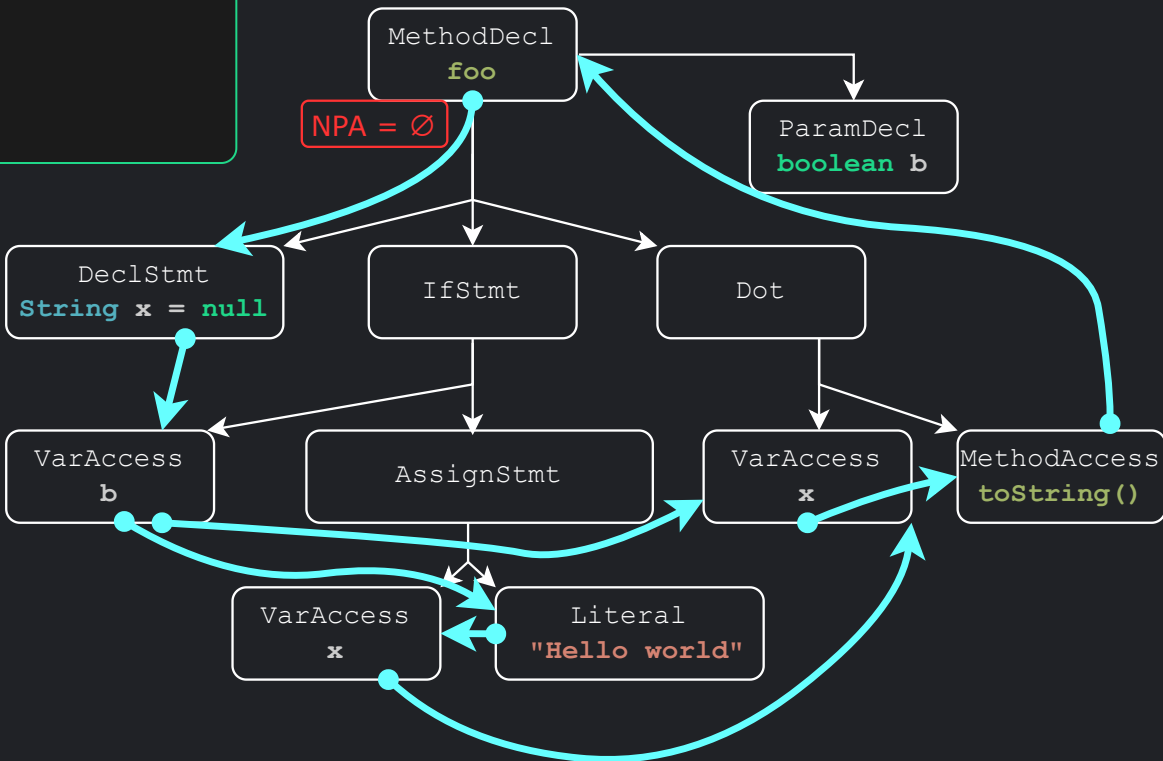 MethodDecl
foo
NPA = ∅
ParamDecl
boolean b
DeclStmt
String x = null
IfStmt
Dot
VarAccess
b
AssignStmt
VarAccess
x
MethodAccess
toString()
VarAccess
x
Literal
"Hello world"